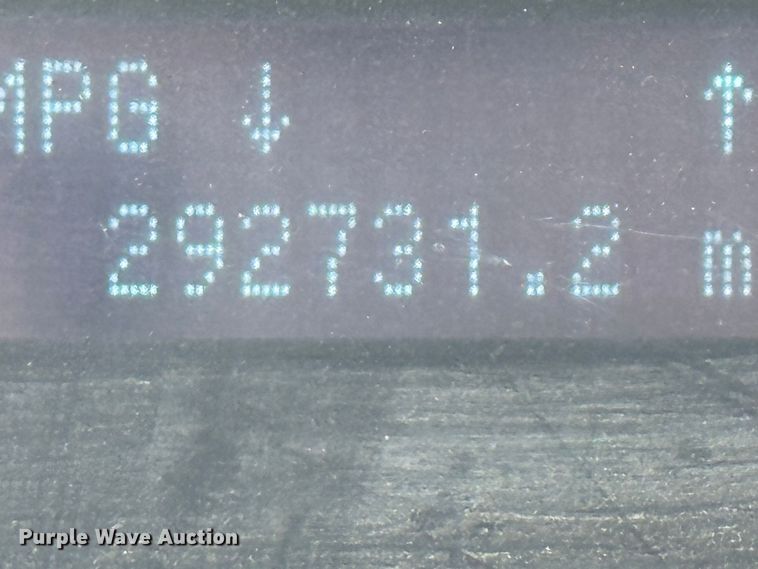 MPG ↓ ↑
292731.2 m
Purple Wave Auction